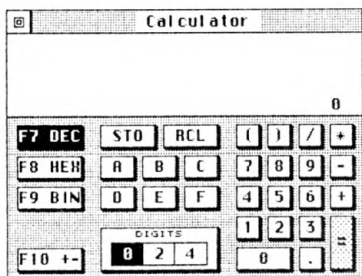 Calculator
0
F7 DEC STO RCL ( ) / *
F8 HEX A B C 7 8 9 -
F9 BIN D E F 4 5 6 +
DIGITS 1 2 3 =
F10 +- 0 2 4 0 .